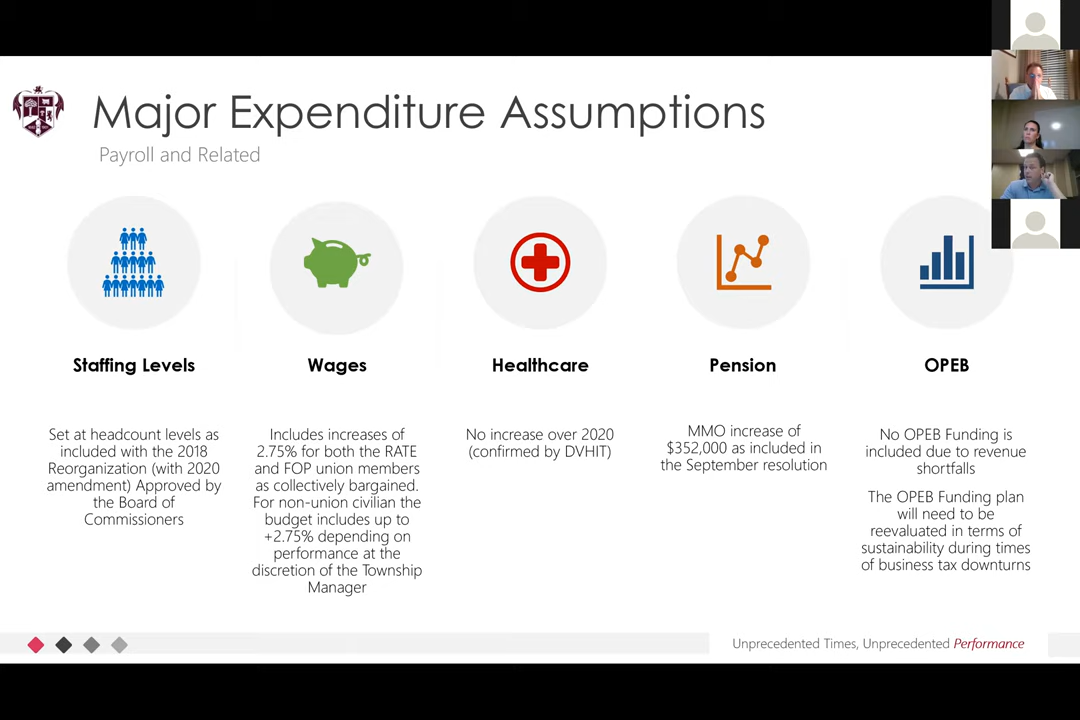 Major Expenditure Assumptions
Payroll and Related
Staffing Levels
Set at headcount levels as
included with the 2018
Reorganization (with 2020
amendment) Approved by
the Board of
Commissioners
Wages
Includes increases of
2.75% for both the RATE
and FOP union members
as collectively bargained.
For non-union civilian the
budget includes up to
+2.75% depending on
performance at the
discretion of the Township
Manager
Healthcare
No increase over 2020
(confirmed by DVHIT)
Pension
MMO increase of
$352,000 as included in
the September resolution
OPEB
No OPEB Funding is
included due to revenue
shortfalls
The OPEB Funding plan
will need to be
reevaluated in terms of
sustainability during times
of business tax downturns
Unprecedented Times, Unprecedented Performance